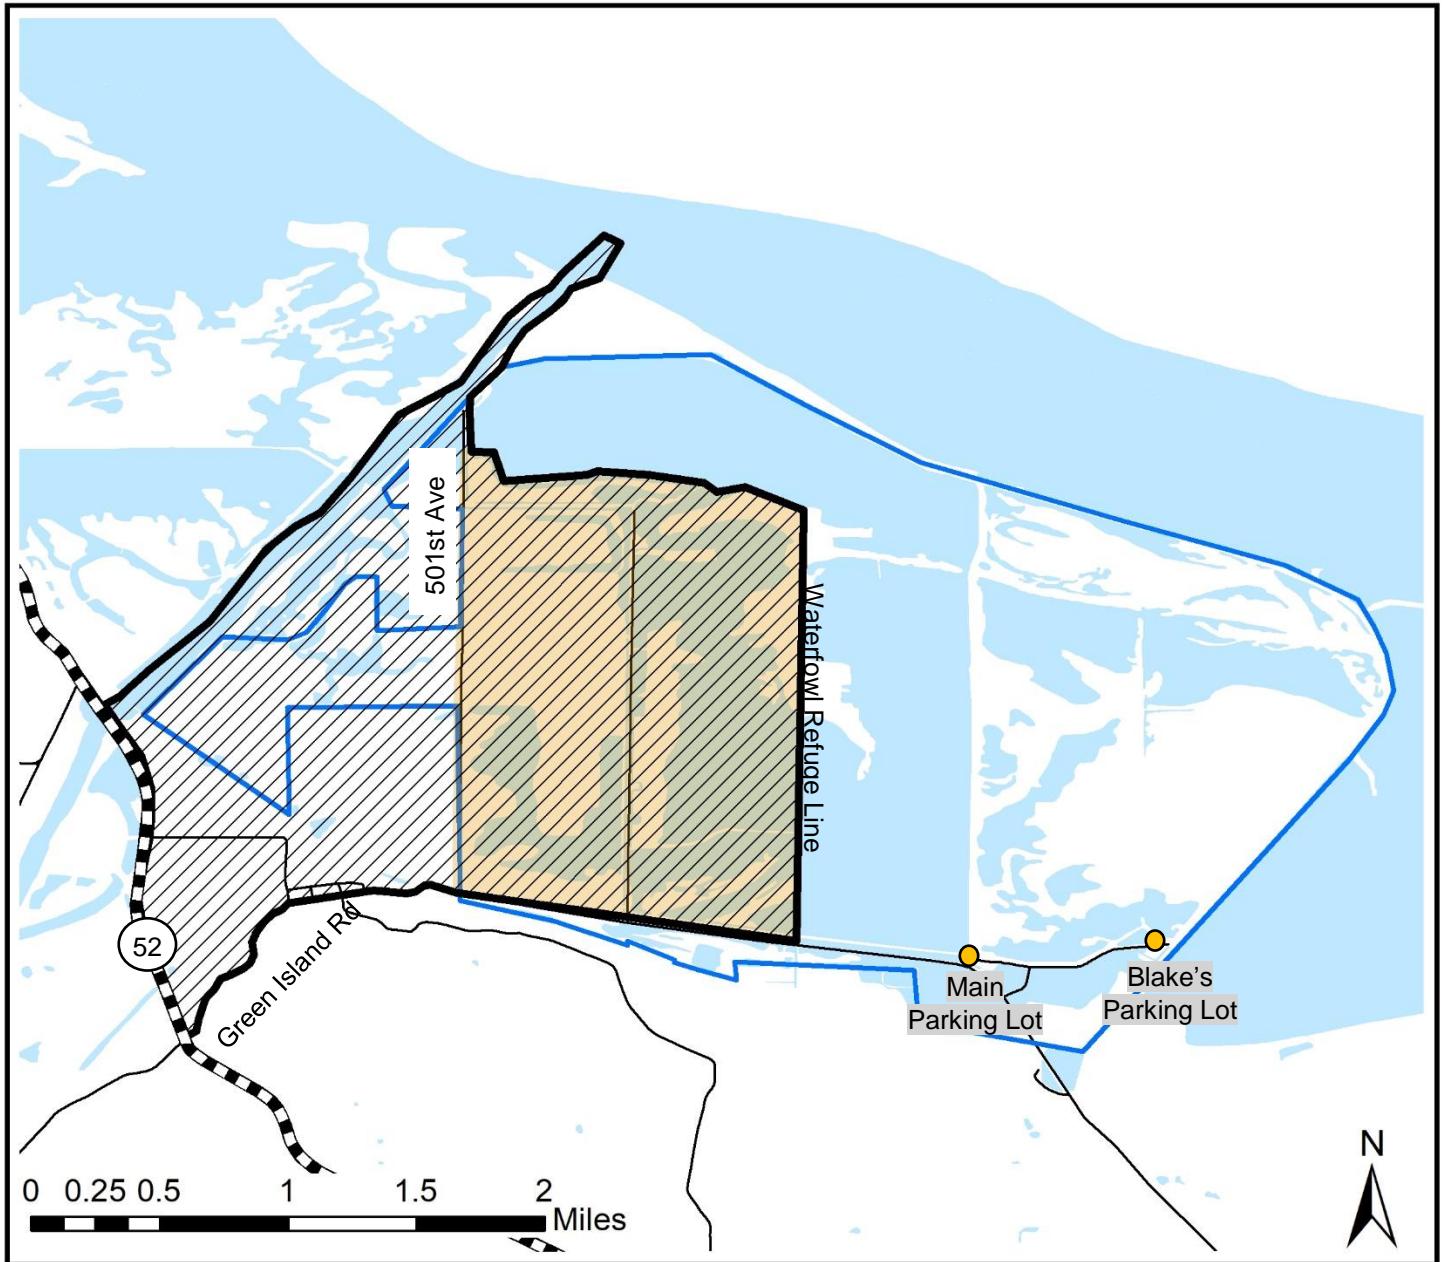 501st Ave
Waterfowl Refuge Line
52
Green Island Rd
Main
Parking Lot
Blake's
Parking Lot
N
0 0.25 0.5 1 1.5 2
Miles